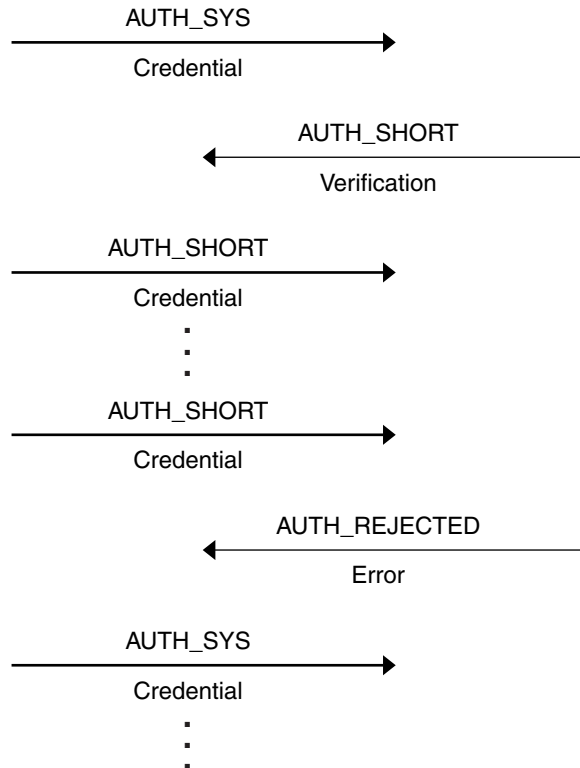 AUTH_SYS
Credential
AUTH_SHORT
Verification
AUTH_SHORT
Credential
AUTH_SHORT
Credential
AUTH_REJECTED
Error
AUTH_SYS
Credential